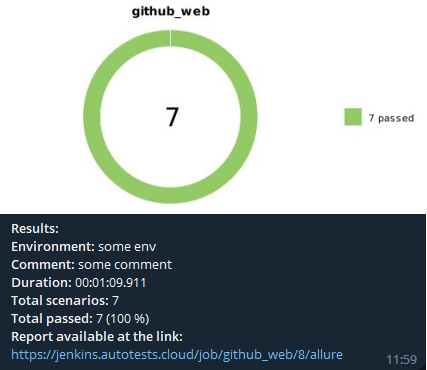 github_web
7
7 passed
Results:
Environment: some env
Comment: some comment
Duration: 00:01:09.911
Total scenarios: 7
Total passed: 7 (100 %)
Report available at the link:
https://jenkins.autotests.cloud/job/github_web/8/allure
11:59